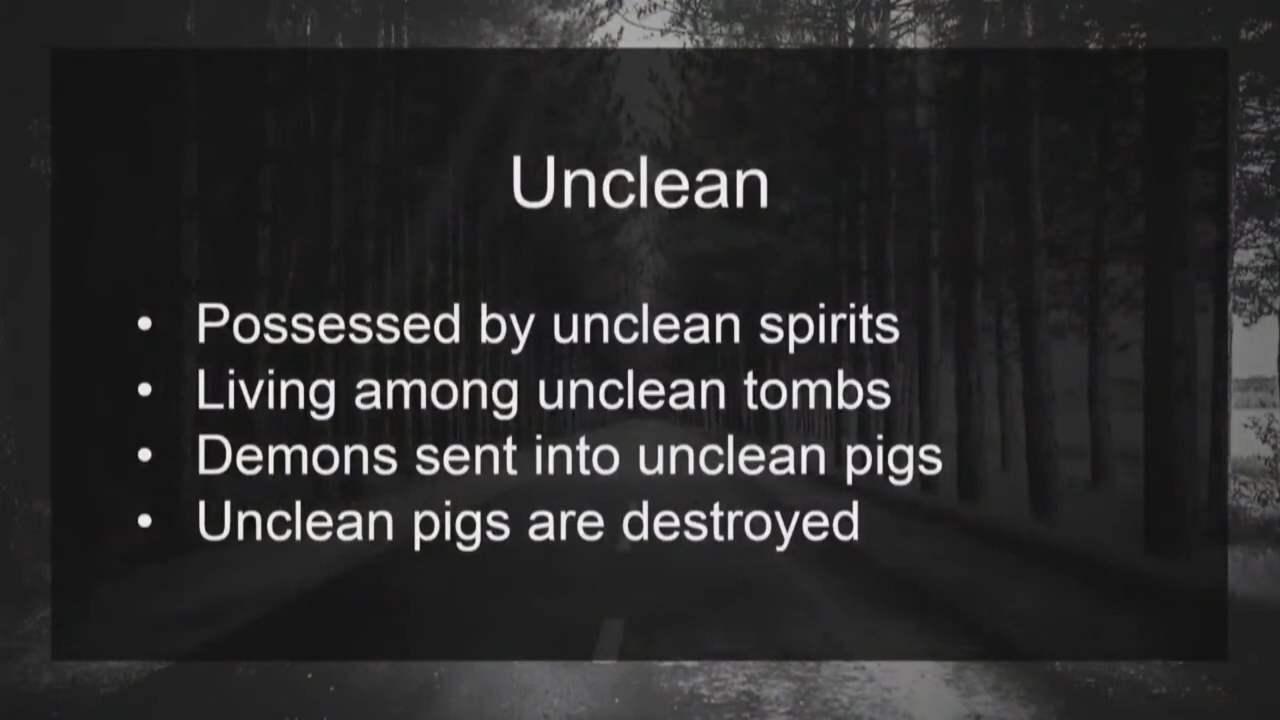 Unclean
• Possessed by unclean spirits
• Living among unclean tombs
• Demons sent into unclean pigs
• Unclean pigs are destroyed